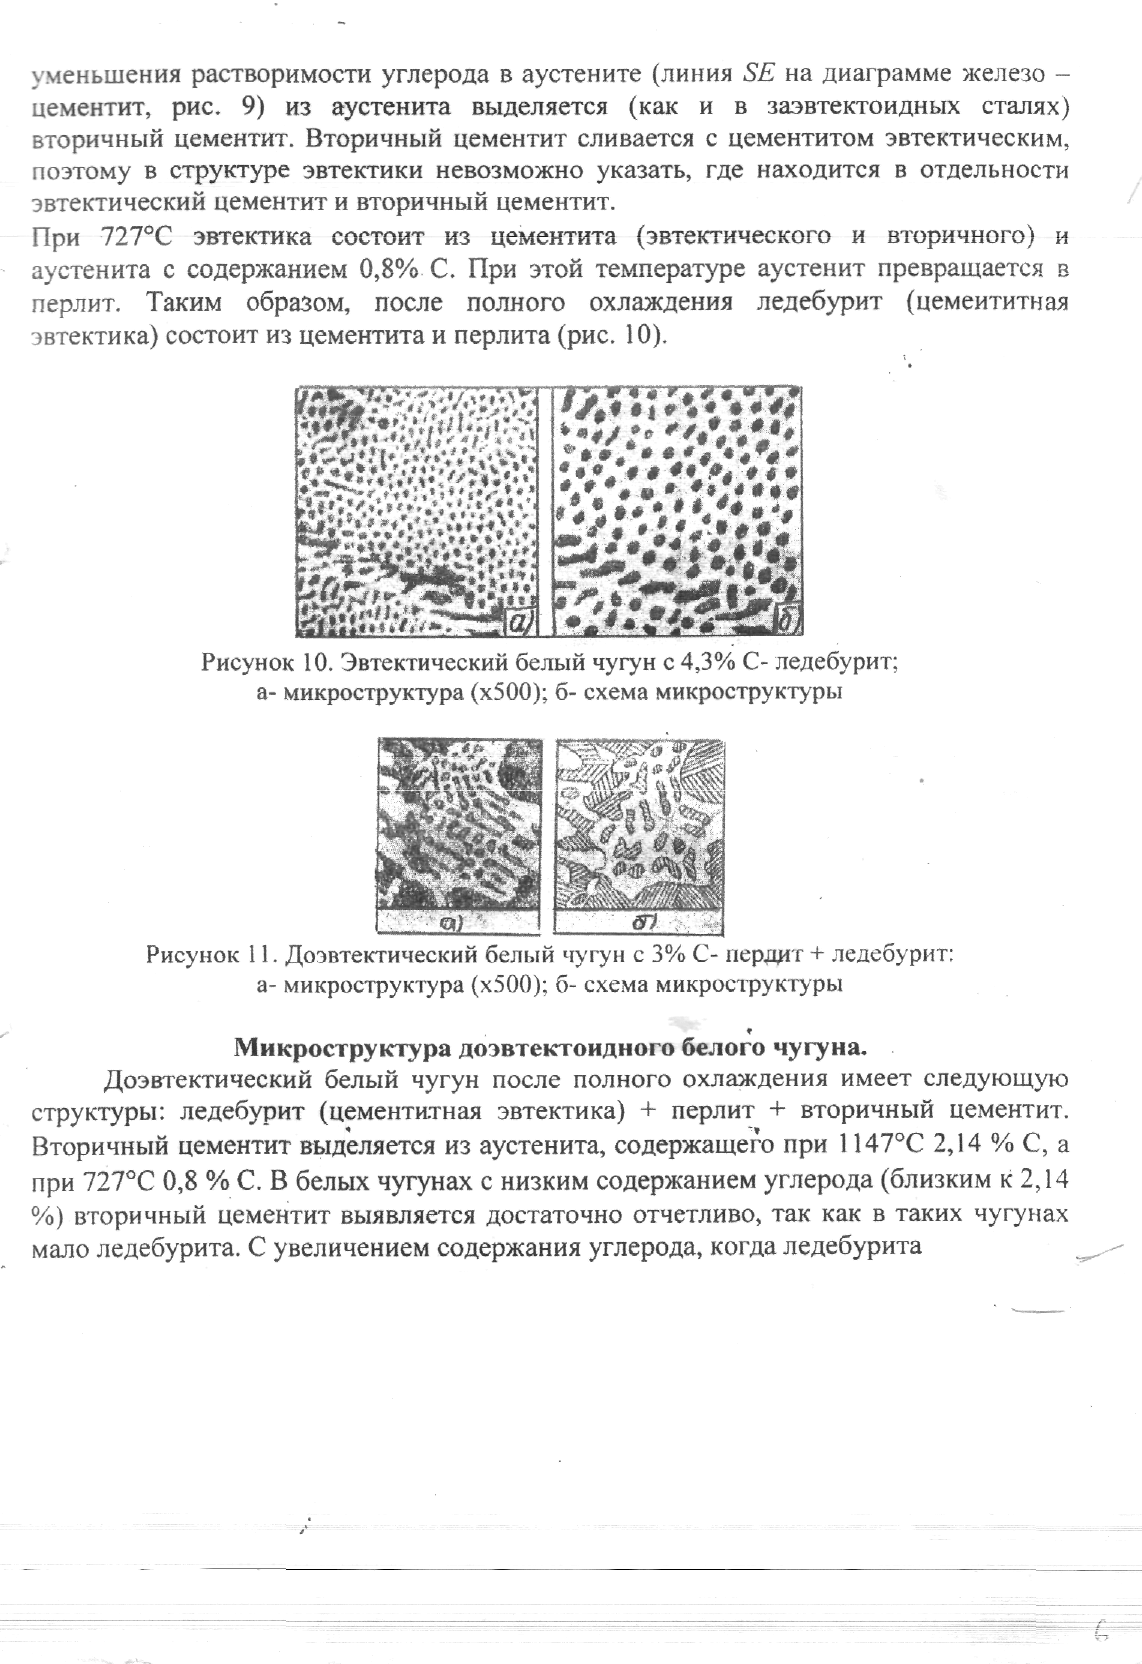 уменьшения растворимости углерода в аустените (линия SE на диаграмме железо –
цементит, рис. 9) из аустенита выделяется (как и в заэвтектоидных сталях)
вторичный цементит. Вторичный цементит сливается с цементитом эвтектическим,
поэтому в структуре эвтектики невозможно указать, где находится в отдельности
эвтектический цементит и вторичный цементит.
При 727°С эвтектика состоит из цементита (эвтектического и вторичного) и
аустенита с содержанием 0,8% С. При этой температуре аустенит превращается в
перлит. Таким образом, после полного охлаждения ледебурит (цемеититная
эвтектика) состоит из цементита и перлита (рис. 10).
а) б)
Рисунок 10. Эвтектический белый чугун с 4,3% С- ледебурит;
а- микроструктура (х500); б- схема микроструктуры
а) б)
Рисунок 11. Доэвтектический белый чугун с 3% С- пердит + ледебурит:
а- микроструктура (х500); б- схема микроструктуры
Микроструктура доэвтектоидного белого чугуна.
Доэвтектический белый чугун после полного охлаждения имеет следующую
структуры: ледебурит (цементитная эвтектика) + перлит + вторичный цементит.
Вторичный цементит выделяется из аустенита, содержащего при 1147°С 2,14 % С, а
при 727°С 0,8 % С. В белых чугунах с низким содержанием углерода (близким к 2,14
%) вторичный цементит выявляется достаточно отчетливо, так как в таких чугунах
мало ледебурита. С увеличением содержания углерода, когда ледебурита
6